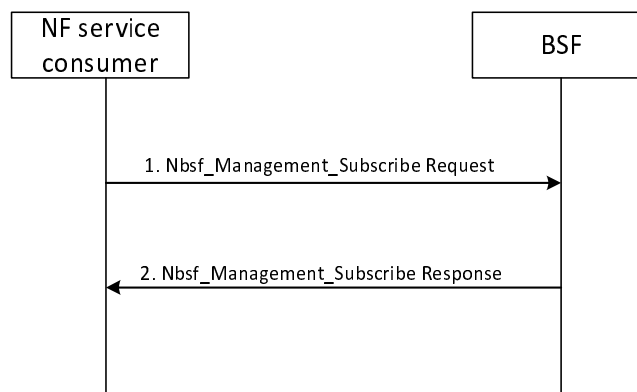 NF service
consumer
BSF
1. Nbsf_Management_Subscribe Request
2. Nbsf_Management_Subscribe Response